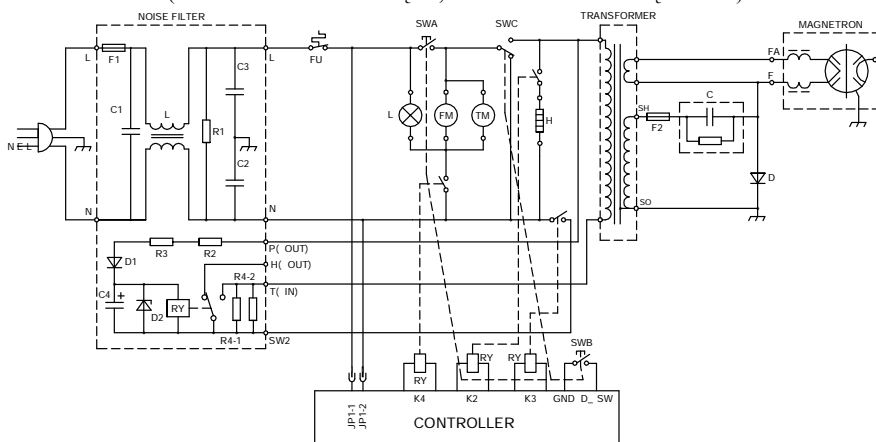 NOISE FILTER
SWA
SWC
TRANSFORMER
MAGNETRON
L
F1
L
FU
FA
F
C3
C1
L
R1
L
FM
TM
H
SH
C
F2
N E L
C2
D
N
N
SO
P( OUT)
R3
R2
H( OUT)
D1
R4-2
T( IN)
C4
+
D2
RY
R4-1
SW2
SWB
RY
RY
RY
K4
K2
K3
GND
D_ SW
JP1-1
JP1-2
CONTROLLER